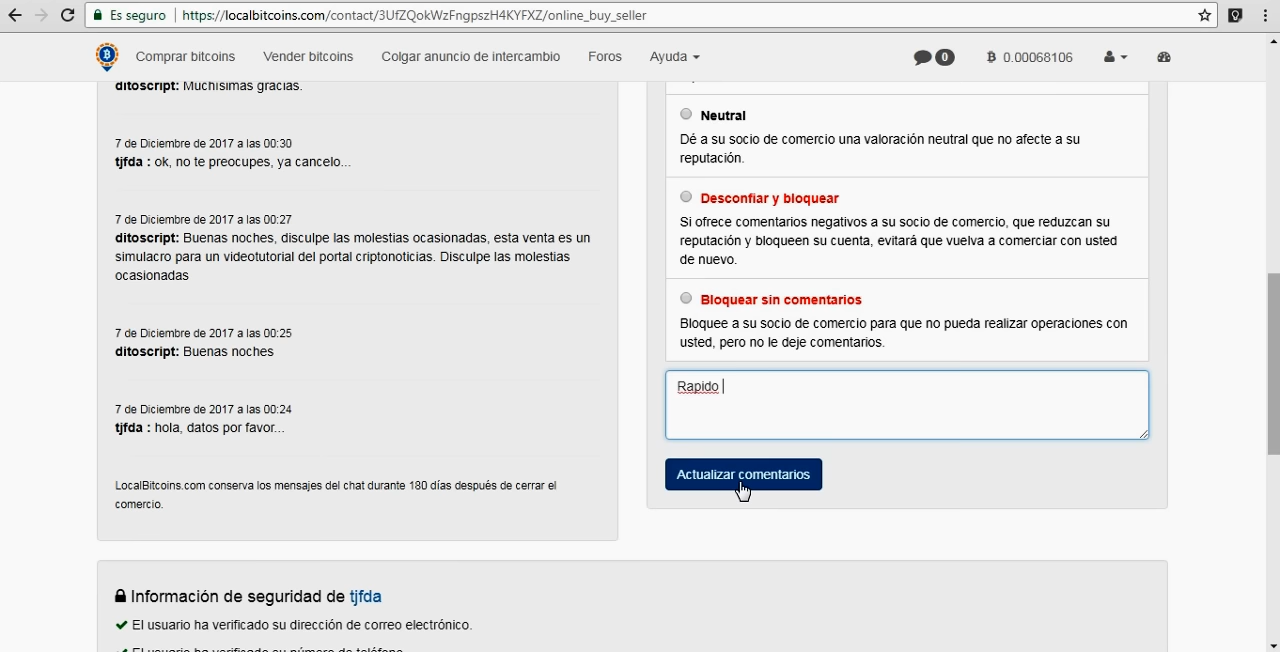 Es seguro https://localbitcoins.com/contact/3UfZQokWzFngpszH4KYFXZ/online_buy_seller
Comprar bitcoins Vender bitcoins Colgar anuncio de intercambio Foros Ayuda 0 0.00068106
ditoscript: Muchísimas gracias.
7 de Diciembre de 2017 a las 00:30
tjfda : ok, no te preocupes, ya cancelo...
7 de Diciembre de 2017 a las 00:27
ditoscript: Buenas noches, disculpe las molestias ocasionadas, esta venta es un
simulacro para un videotutorial del portal criptonoticias. Disculpe las molestias
ocasionadas
7 de Diciembre de 2017 a las 00:25
ditoscript: Buenas noches
7 de Diciembre de 2017 a las 00:24
tjfda : hola, datos por favor...
LocalBitcoins.com conserva los mensajes del chat durante 180 días después de cerrar el
comercio.
Neutral
Dé a su socio de comercio una valoración neutral que no afecte a su
reputación.
Desconfiar y bloquear
Si ofrece comentarios negativos a su socio de comercio, que reduzcan su
reputación y bloqueen su cuenta, evitará que vuelva a comerciar con usted
de nuevo.
Bloquear sin comentarios
Bloquee a su socio de comercio para que no pueda realizar operaciones con
usted, pero no le deje comentarios.
Rapido
Actualizar comentarios
Información de seguridad de tjfda
El usuario ha verificado su dirección de correo electrónico.
El usuario ha verificado su número de teléfono